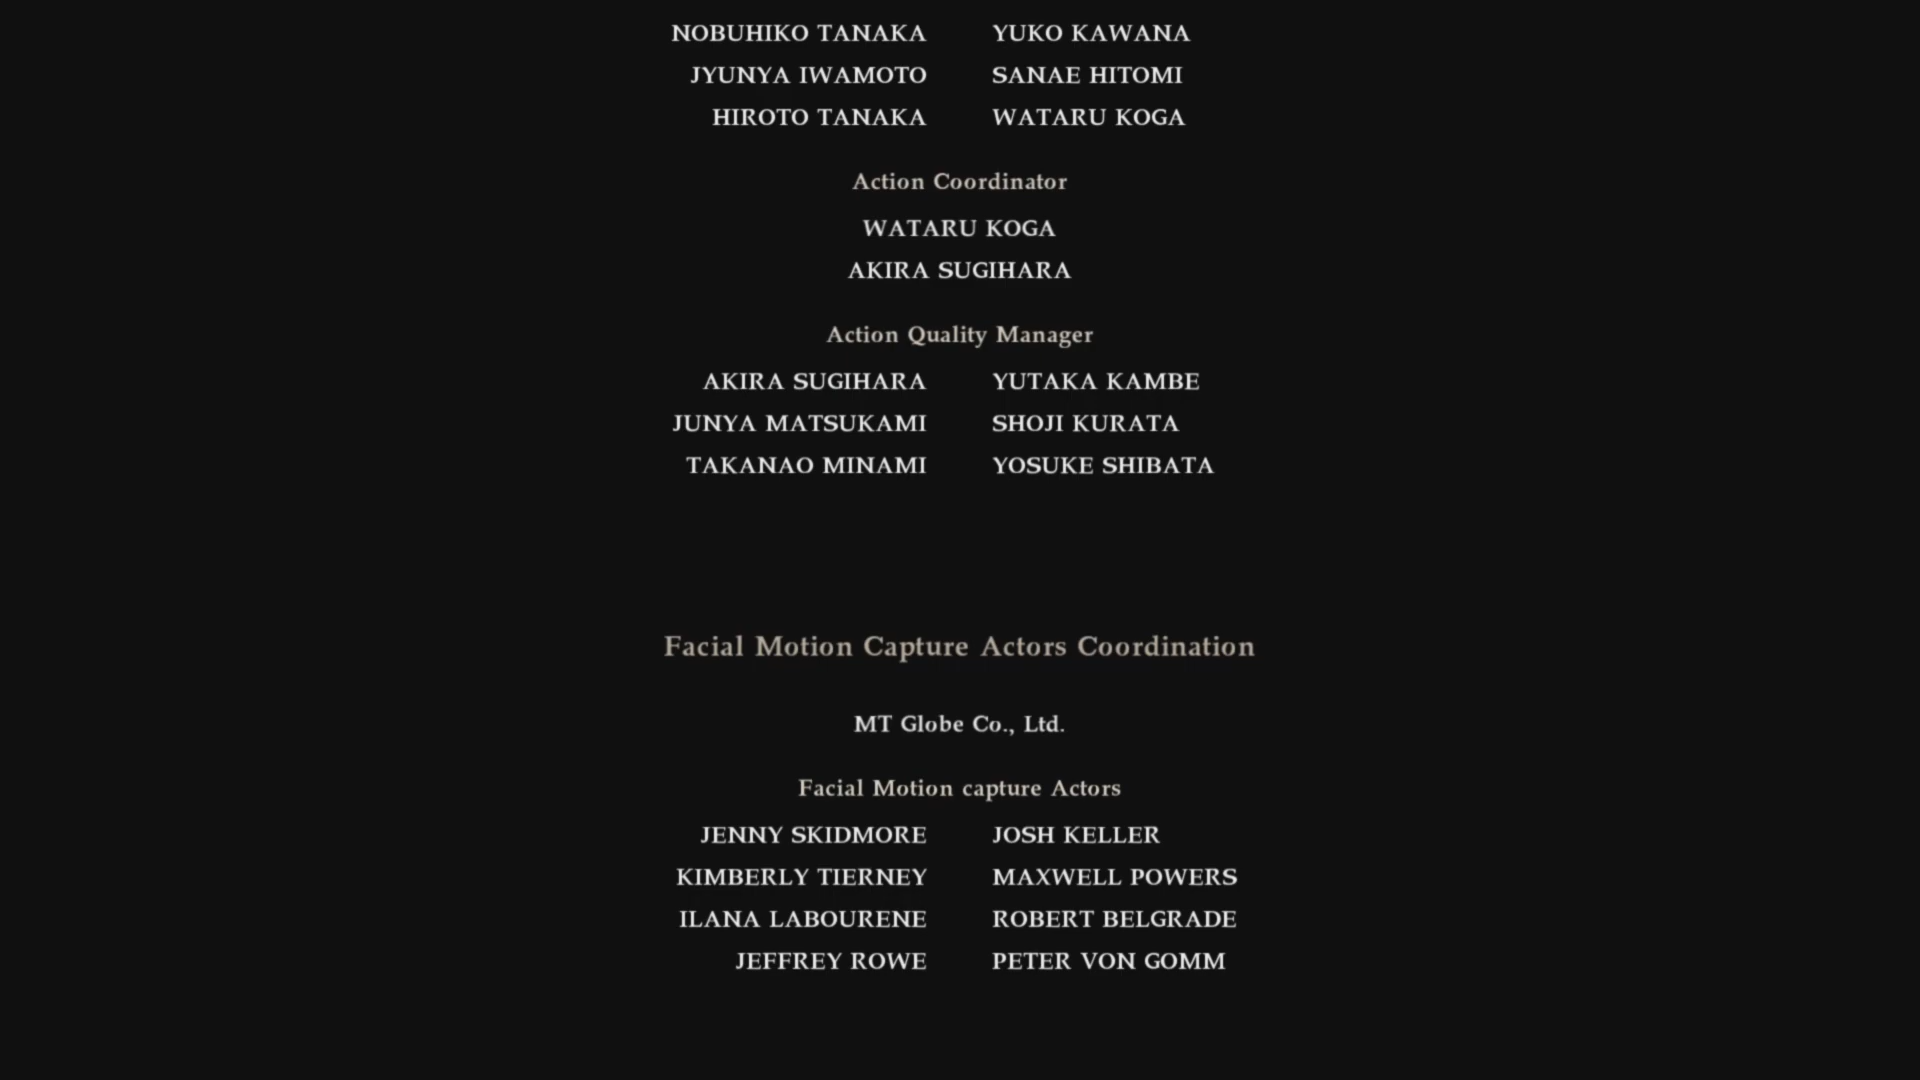 NOBUHIKO TANAKA YUKO KAWANA
JYUNYA IWAMOTO SANAE HITOMI
HIROTO TANAKA WATARU KOGA
Action Coordinator
WATARU KOGA
AKIRA SUGIHARA
Action Quality Manager
AKIRA SUGIHARA YUTAKA KAMBE
JUNYA MATSUKAMI SHOJI KURATA
TAKANAO MINAMI YOSUKE SHIBATA
Facial Motion Capture Actors Coordination
MT Globe Co., Ltd.
Facial Motion capture Actors
JENNY SKIDMORE JOSH KELLER
KIMBERLY TIERNEY MAXWELL POWERS
ILANA LABOURENE ROBERT BELGRADE
JEFFREY ROWE PETER VON GOMM